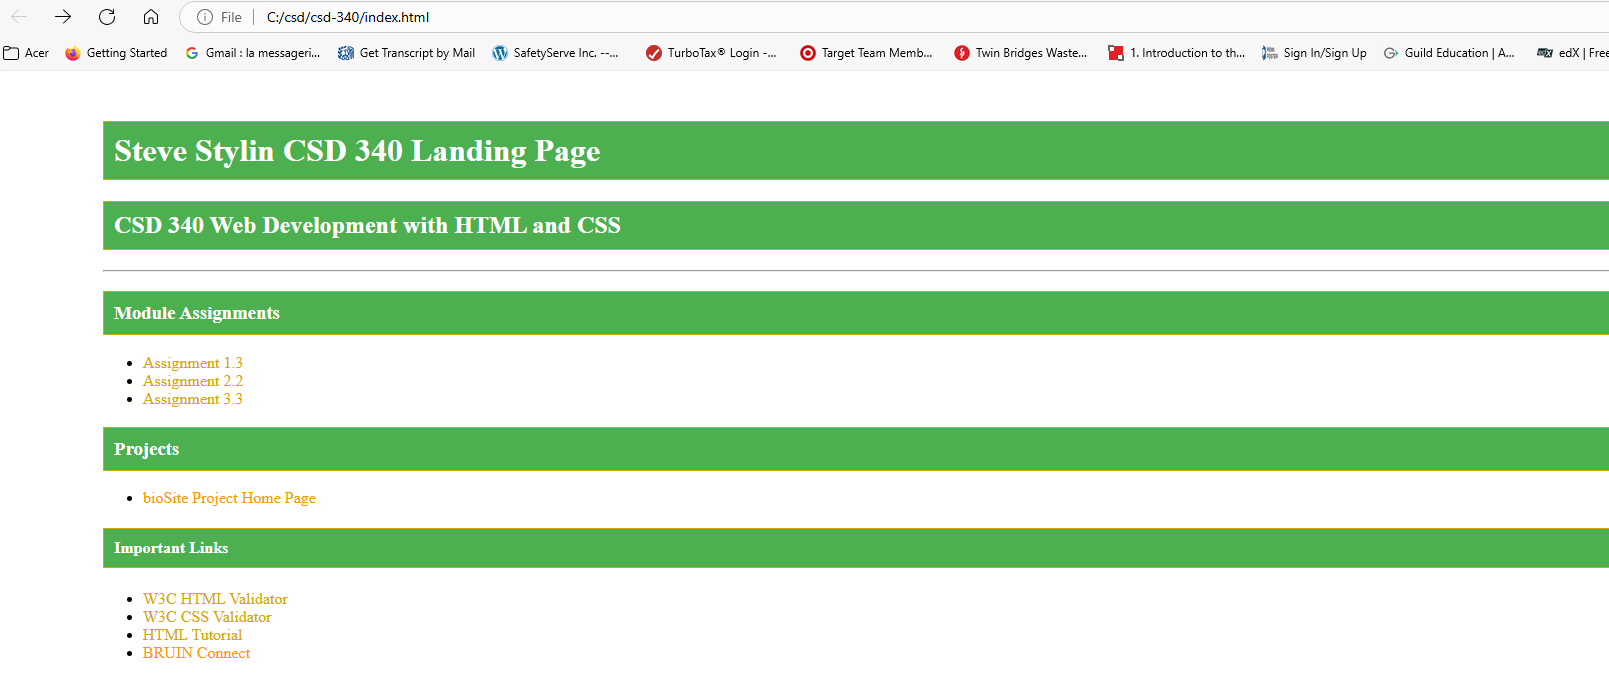 File C:/csd/csd-340/index.html
Acer Getting Started Gmail : la messageri... Get Transcript by Mail SafetyServe Inc. --... TurboTax® Login -... Target Team Memb... Twin Bridges Waste... 1. Introduction to th... Sign In/Sign Up Guild Education | A... edX | Free
Steve Stylin CSD 340 Landing Page
CSD 340 Web Development with HTML and CSS
Module Assignments
Assignment 1.3
Assignment 2.2
Assignment 3.3
Projects
bioSite Project Home Page
Important Links
W3C HTML Validator
W3C CSS Validator
HTML Tutorial
BRUIN Connect